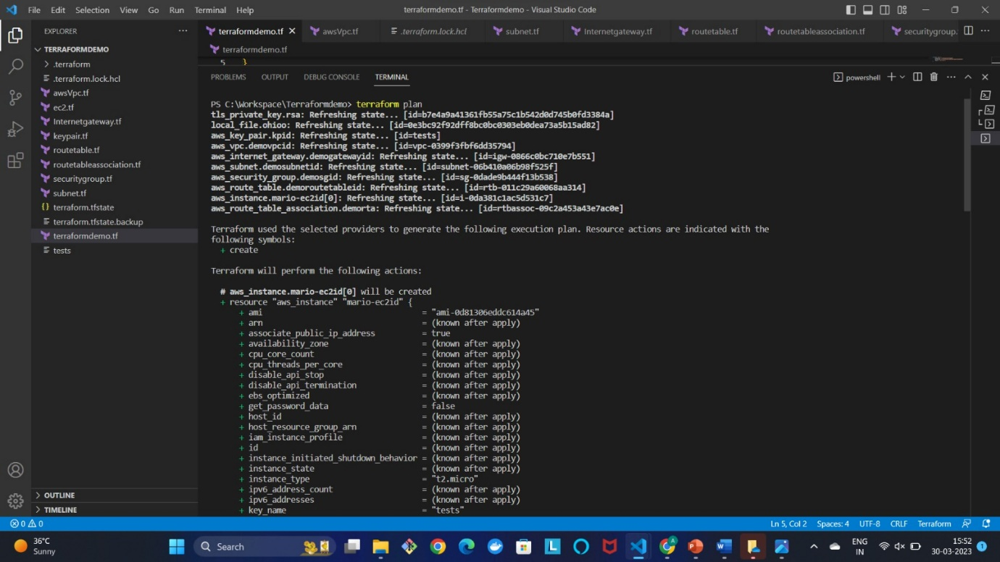 File Edit Selection View Go Run Terminal Help
terraformdemo.tf - Terraformdemo - Visual Studio Code
EXPLORER
TERRAFORMDEMO
.terraform
.terraform.lock.hcl
awsVpc.tf
ec2.tf
Internetgateway.tf
keypair.tf
routetable.tf
routetableassociation.tf
securitygroup.tf
subnet.tf
terraform.tfstate
terraform.tfstate.backup
terraformdemo.tf
tests
OUTLINE
TIMELINE
terraformdemo.tf awsVpc.tf .terraform.lock.hcl subnet.tf Internetgateway.tf routetable.tf routetableassociation.tf securitygroup.
terraformdemo.tf
5 }
PROBLEMS OUTPUT DEBUG CONSOLE TERMINAL
powershell
PS C:\Workspace\Terraformdemo> terraform plan
tls_private_key.rsa: Refreshing state... [id=b7e4a9a41361fb55a75c1b542d0d745b0fd3384a]
local_file.ohioo: Refreshing state... [id=0e3bc92f92dff8bc0bc0303eb0dea73a5b15ad82]
aws_key_pair.kpid: Refreshing state... [id=tests]
aws_vpc.demovpcid: Refreshing state... [id=vpc-0399f3fbf6dd35794]
aws_internet_gateway.demogatewayid: Refreshing state... [id=igw-0866c0bc710e7b551]
aws_subnet.demosubnetid: Refreshing state... [id=subnet-06b410a06b98f525f]
aws_security_group.demosgid: Refreshing state... [id=sg-0dade9b444f13b538]
aws_route_table.demoroutetableid: Refreshing state... [id=rtb-011c29a60068aa314]
aws_instance.mario-ec2id[0]: Refreshing state... [id=i-0da381c1ac5d531c7]
aws_route_table_association.demorta: Refreshing state... [id=rtbassoc-09c2a453a43e7ac0e]
Terraform used the selected providers to generate the following execution plan. Resource actions are indicated with the
following symbols:
+ create
Terraform will perform the following actions:
# aws_instance.mario-ec2id[0] will be created
+ resource "aws_instance" "mario-ec2id" {
+ ami = "ami-0d81306eddc614a45"
+ arn = (known after apply)
+ associate_public_ip_address = true
+ availability_zone = (known after apply)
+ cpu_core_count = (known after apply)
+ cpu_threads_per_core = (known after apply)
+ disable_api_stop = (known after apply)
+ disable_api_termination = (known after apply)
+ ebs_optimized = (known after apply)
+ get_password_data = false
+ host_id = (known after apply)
+ host_resource_group_arn = (known after apply)
+ iam_instance_profile = (known after apply)
+ id = (known after apply)
+ instance_initiated_shutdown_behavior = (known after apply)
+ instance_state = (known after apply)
+ instance_type = "t2.micro"
+ ipv6_address_count = (known after apply)
+ ipv6_addresses = (known after apply)
+ key_name = "tests"
0 0
Ln 5, Col 2 Spaces: 4 UTF-8 CRLF Terraform
36°C
Sunny
Search
ENG
IN
15:52
30-03-2023
1